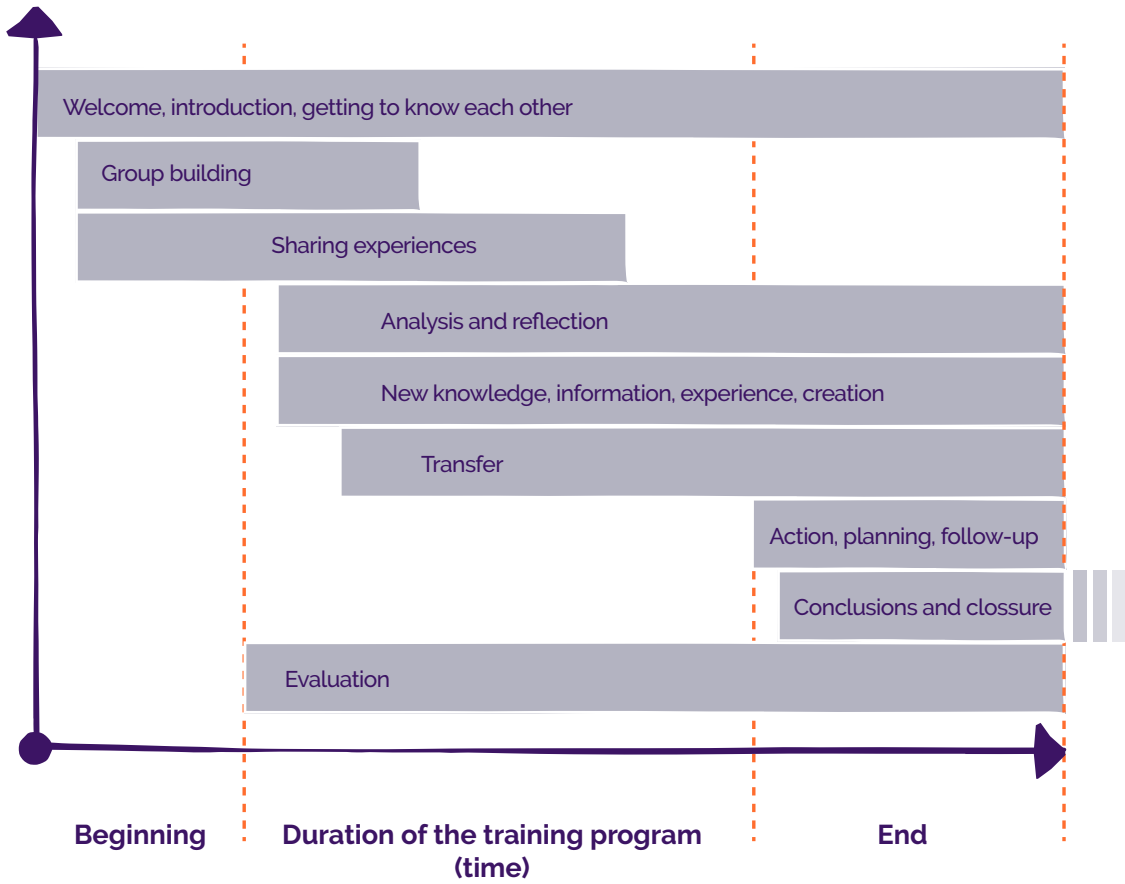 Welcome, introduction, getting to know each other
Group building
Sharing experiences
Analysis and reflection
New knowledge, information, experience, creation
Transfer
Action, planning, follow-up
Conclusions and clossure
Evaluation
Beginning
Duration of the training program
(time)
End